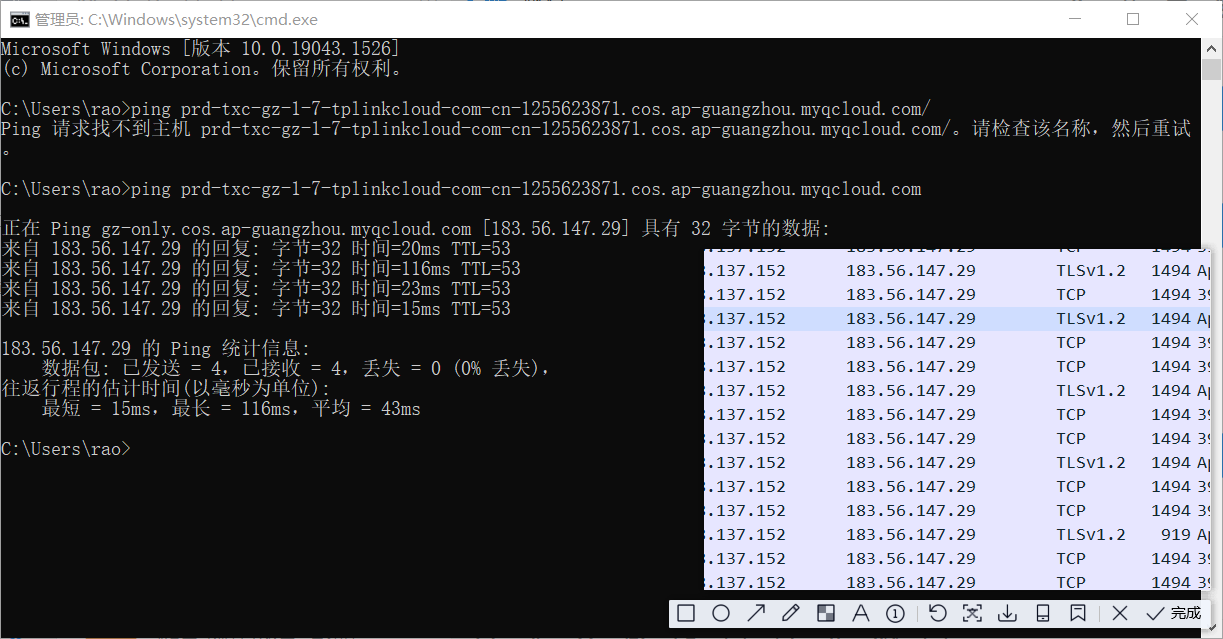 管理员: C:\Windows\system32\cmd.exe
Microsoft Windows [版本 10.0.19043.1526]
(c) Microsoft Corporation。保留所有权利。
C:\Users\rao>ping prd-txc-gz-1-7-tplinkcloud-com-cn-1255623871.cos.ap-guangzhou.myqcloud.com/
Ping 请求找不到主机 prd-txc-gz-1-7-tplinkcloud-com-cn-1255623871.cos.ap-guangzhou.myqcloud.com/。请检查该名称，然后重试
。
C:\Users\rao>ping prd-txc-gz-1-7-tplinkcloud-com-cn-1255623871.cos.ap-guangzhou.myqcloud.com
正在 Ping gz-only.cos.ap-guangzhou.myqcloud.com [183.56.147.29] 具有 32 字节的数据:
来自 183.56.147.29 的回复: 字节=32 时间=20ms TTL=53
来自 183.56.147.29 的回复: 字节=32 时间=116ms TTL=53
来自 183.56.147.29 的回复: 字节=32 时间=23ms TTL=53
来自 183.56.147.29 的回复: 字节=32 时间=15ms TTL=53
183.56.147.29 的 Ping 统计信息:
数据包: 已发送 = 4，已接收 = 4，丢失 = 0 (0% 丢失)，
往返行程的估计时间(以毫秒为单位):
最短 = 15ms，最长 = 116ms，平均 = 43ms
C:\Users\rao>
.137.152 183.56.147.29 TCP 1494
.137.152 183.56.147.29 TLSv1.2 1494
.137.152 183.56.147.29 TCP 1494
.137.152 183.56.147.29 TLSv1.2 1494
.137.152 183.56.147.29 TCP 1494
.137.152 183.56.147.29 TCP 1494
.137.152 183.56.147.29 TLSv1.2 1494
.137.152 183.56.147.29 TCP 1494
.137.152 183.56.147.29 TCP 1494
.137.152 183.56.147.29 TLSv1.2 1494
.137.152 183.56.147.29 TCP 1494
.137.152 183.56.147.29 TCP 1494
.137.152 183.56.147.29 TLSv1.2 919
.137.152 183.56.147.29 TCP 1494
.137.152 183.56.147.29 TCP 1494
完成